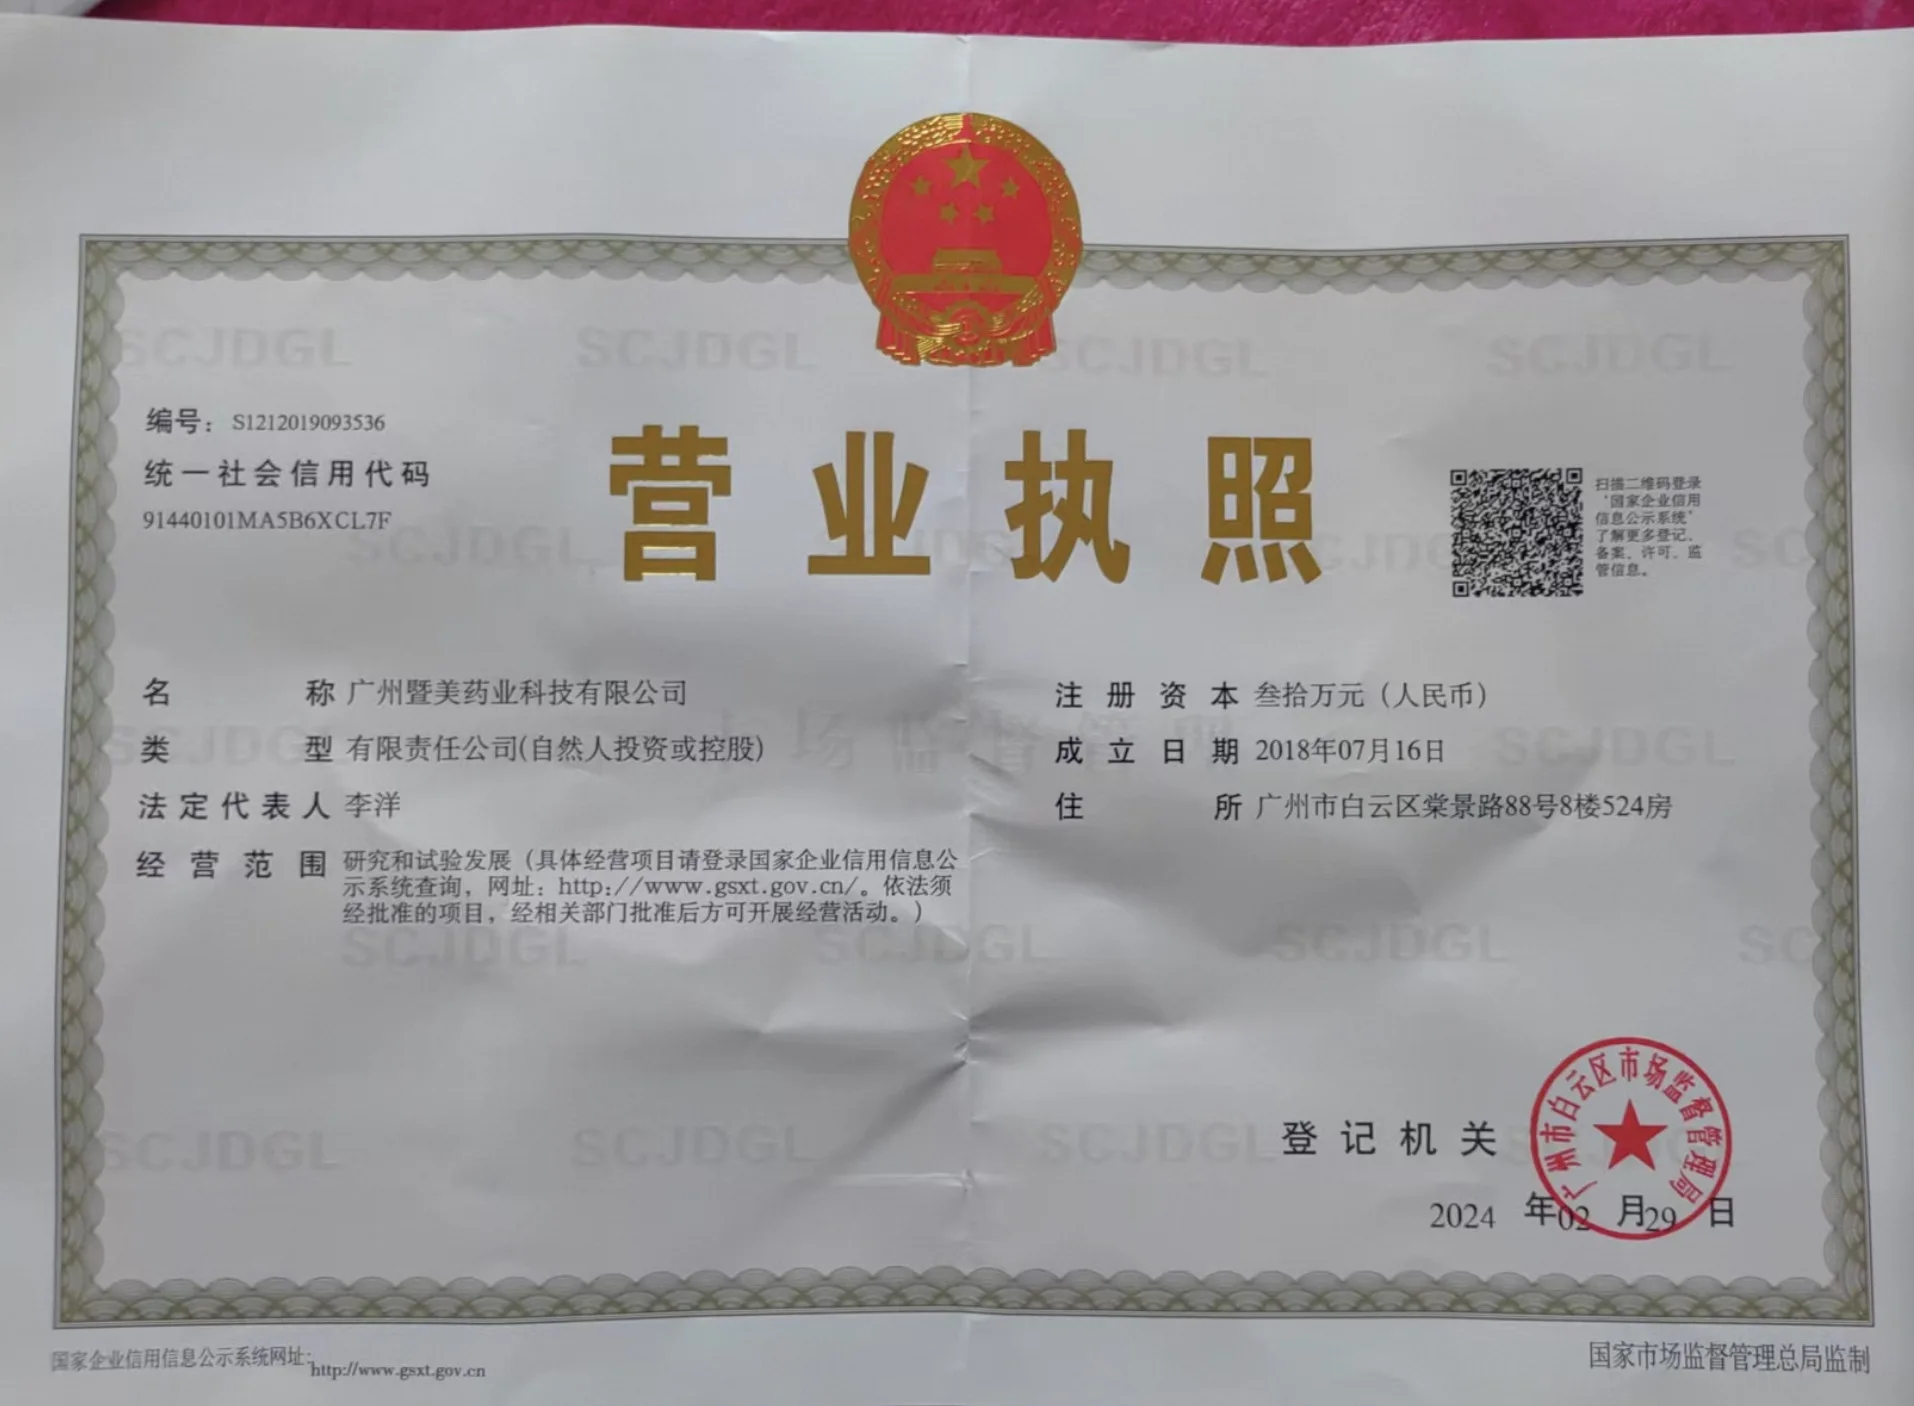 编号: S1212019093536
统一社会信用代码
91440101MA5B6XCL7F
营业执照
扫描二维码登录
'国家企业信用
信息公示系统'
了解更多登记、
备案、许可、监
管信息。
名称 广州暨美药业科技有限公司
类型 有限责任公司(自然人投资或控股)
法定代表人 李洋
经营范围 研究和试验发展（具体经营项目请登录国家企业信用信息公
示系统查询，网址：http://www.gsxt.gov.cn/。依法须
经批准的项目，经相关部门批准后方可开展经营活动。）
注册资本 叁拾万元（人民币）
成立日期 2018年07月16日
住所 广州市白云区棠景路88号8楼524房
SCJDGL
市场监督管理
登记机关
广州市白云区市场监督管理局
2024 年02 月29 日
国家企业信用信息公示系统网址:http://www.gsxt.gov.cn
国家市场监督管理总局监制